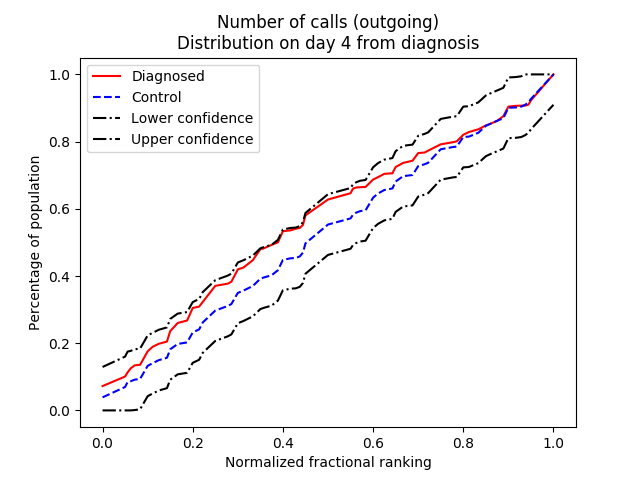 Number of calls (outgoing)
Distribution on day 4 from diagnosis
Diagnosed
Control
Lower confidence
Upper confidence
Percentage of population
1.0
0.8
0.6
0.4
0.2
0.0
0.0 0.2 0.4 0.6 0.8 1.0
Normalized fractional ranking